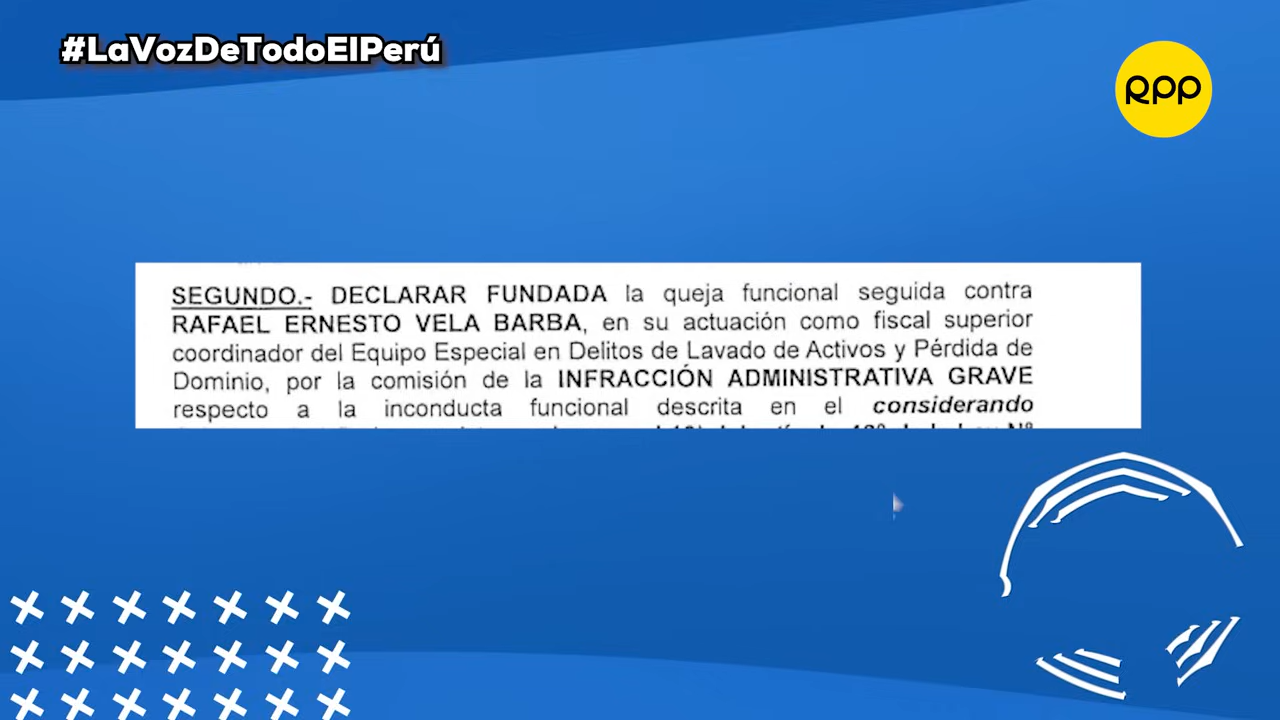 #LaVozDeTodoElPerú
RPP
SEGUNDO.- DECLARAR FUNDADA la queja funcional seguida contra
RAFAEL ERNESTO VELA BARBA, en su actuación como fiscal superior
coordinador del Equipo Especial en Delitos de Lavado de Activos y Pérdida de
Dominio, por la comisión de la INFRACCIÓN ADMINISTRATIVA GRAVE
respecto a la inconducta funcional descrita en el considerando